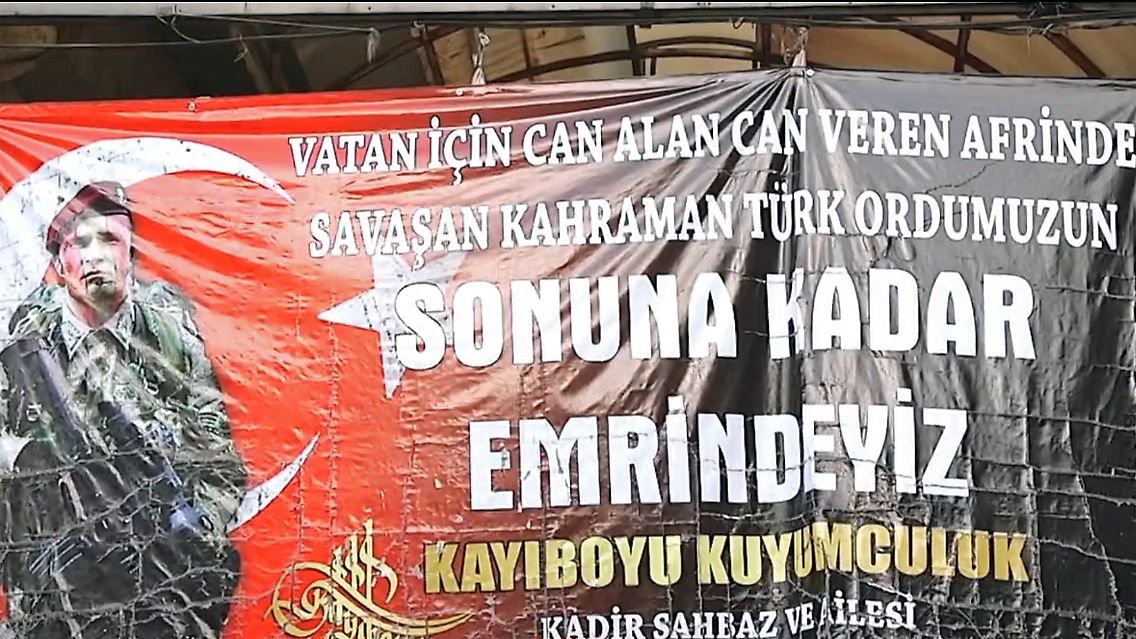 VATAN İÇİN CAN ALAN CAN VEREN AFRİNDE
SAVAŞAN KAHRAMAN TÜRK ORDUMUZUN
SONUNA KADAR
EMRİNDEYİZ
KAYIBOYU KUYUMCULUK
KADİR SAHBAZ VE AİLESİ